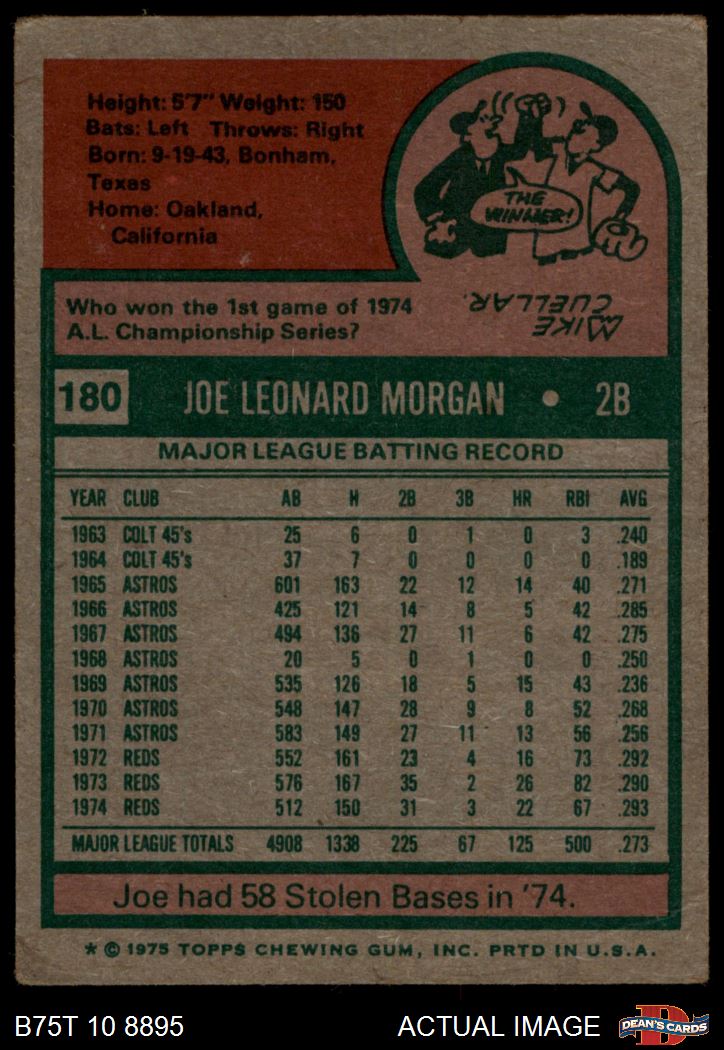 Height: 5'7" Weight: 150
Bats: Left Throws: Right
Born: 9-19-43, Bonham,
Texas
Home: Oakland,
California
THE
WINNER!
Who won the 1st game of 1974
A.L. Championship Series?
MIKE
CUELLAR.
180 JOE LEONARD MORGAN • 2B
MAJOR LEAGUE BATTING RECORD
YEAR CLUB AB H 2B 3B HR RBI AVG
1963 COLT 45's 25 6 0 1 0 3 .240
1964 COLT 45's 37 7 0 0 0 0 .189
1965 ASTROS 601 163 22 12 14 40 .271
1966 ASTROS 425 121 14 8 5 42 .285
1967 ASTROS 494 136 27 11 6 42 .275
1968 ASTROS 20 5 0 1 0 0 .250
1969 ASTROS 535 126 18 5 15 43 .236
1970 ASTROS 548 147 28 9 8 52 .268
1971 ASTROS 583 149 27 11 13 56 .256
1972 REDS 552 161 23 4 16 73 .292
1973 REDS 576 167 35 2 26 82 .290
1974 REDS 512 150 31 3 22 67 .293
MAJOR LEAGUE TOTALS 4908 1338 225 67 125 500 .273
Joe had 58 Stolen Bases in '74.
* © 1975 TOPPS CHEWING GUM, INC. PRTD IN U.S.A.
B75T 10 8895 ACTUAL IMAGE D DEAN'S CARDS